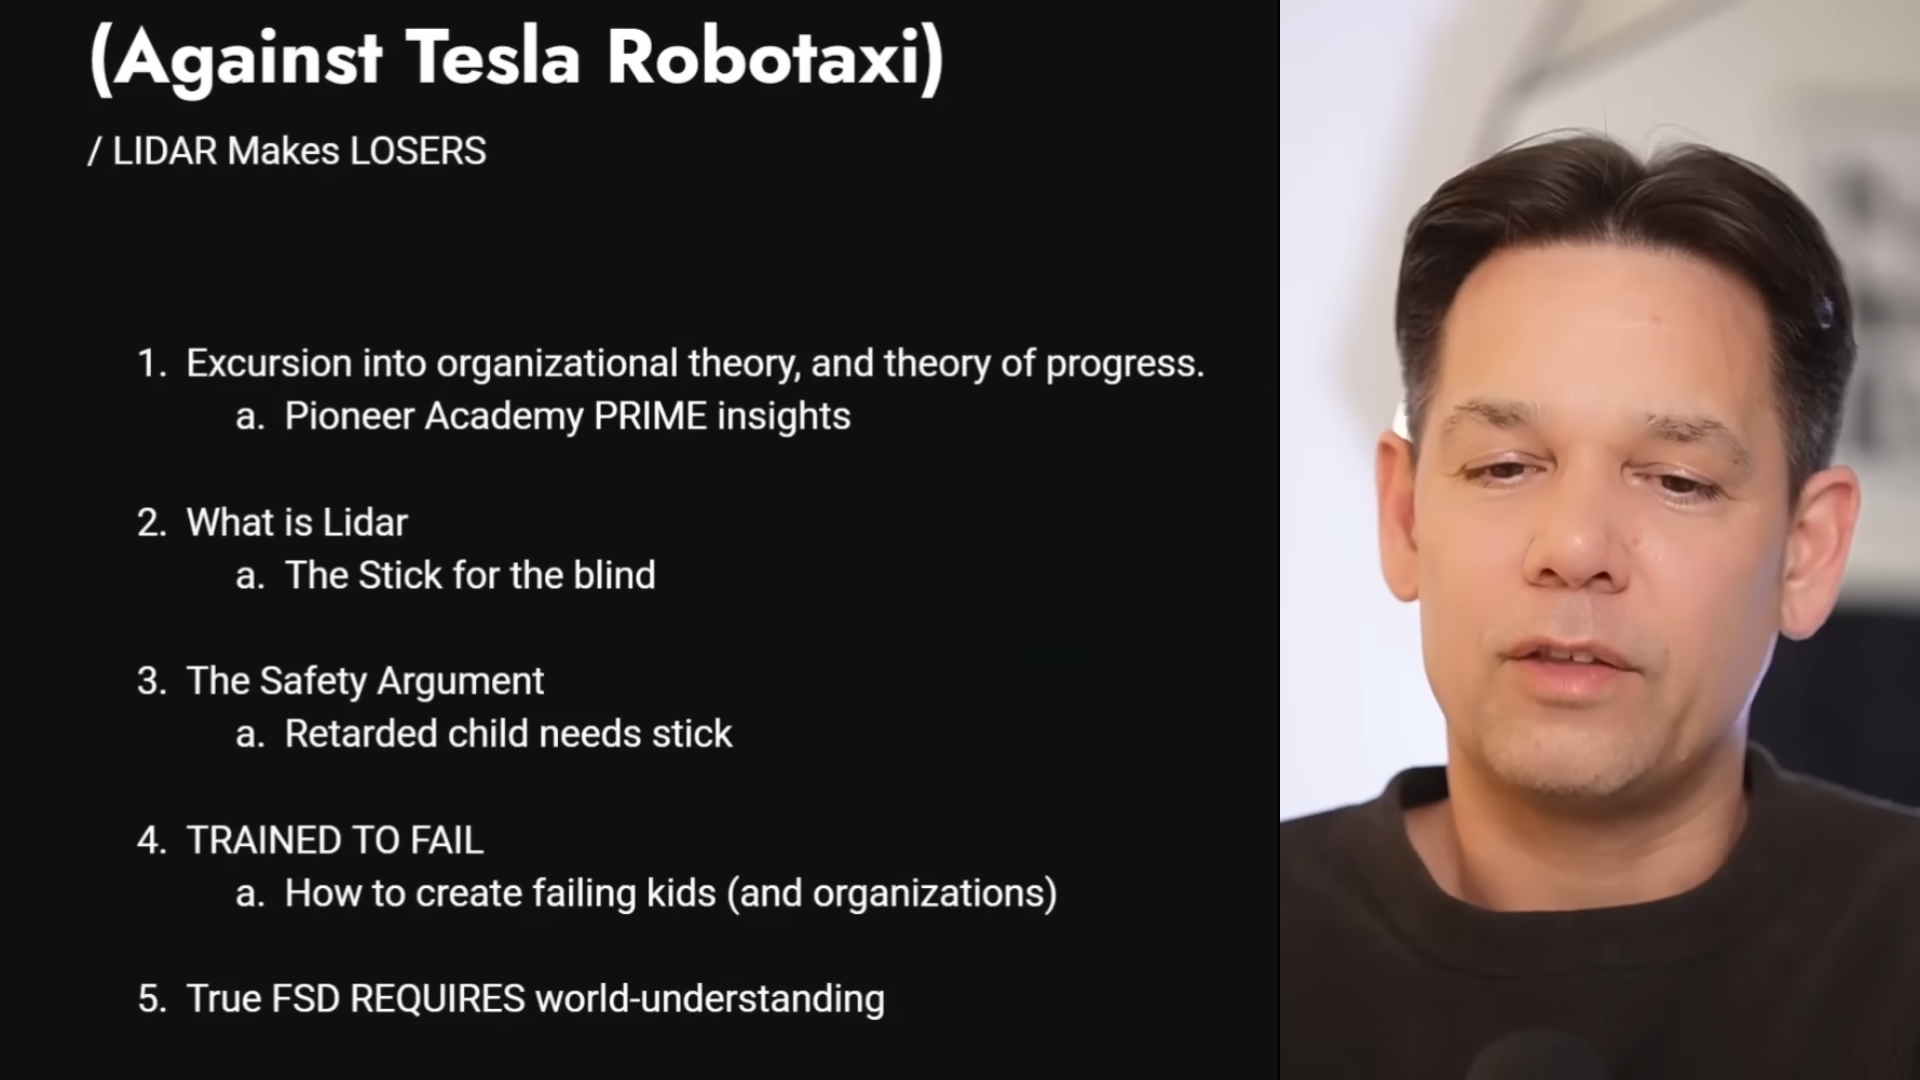 (Against Tesla Robotaxi)
/ LIDAR Makes LOSERS
1. Excursion into organizational theory, and theory of progress.
a. Pioneer Academy PRIME insights
2. What is Lidar
a. The Stick for the blind
3. The Safety Argument
a. Retarded child needs stick
4. TRAINED TO FAIL
a. How to create failing kids (and organizations)
5. True FSD REQUIRES world-understanding